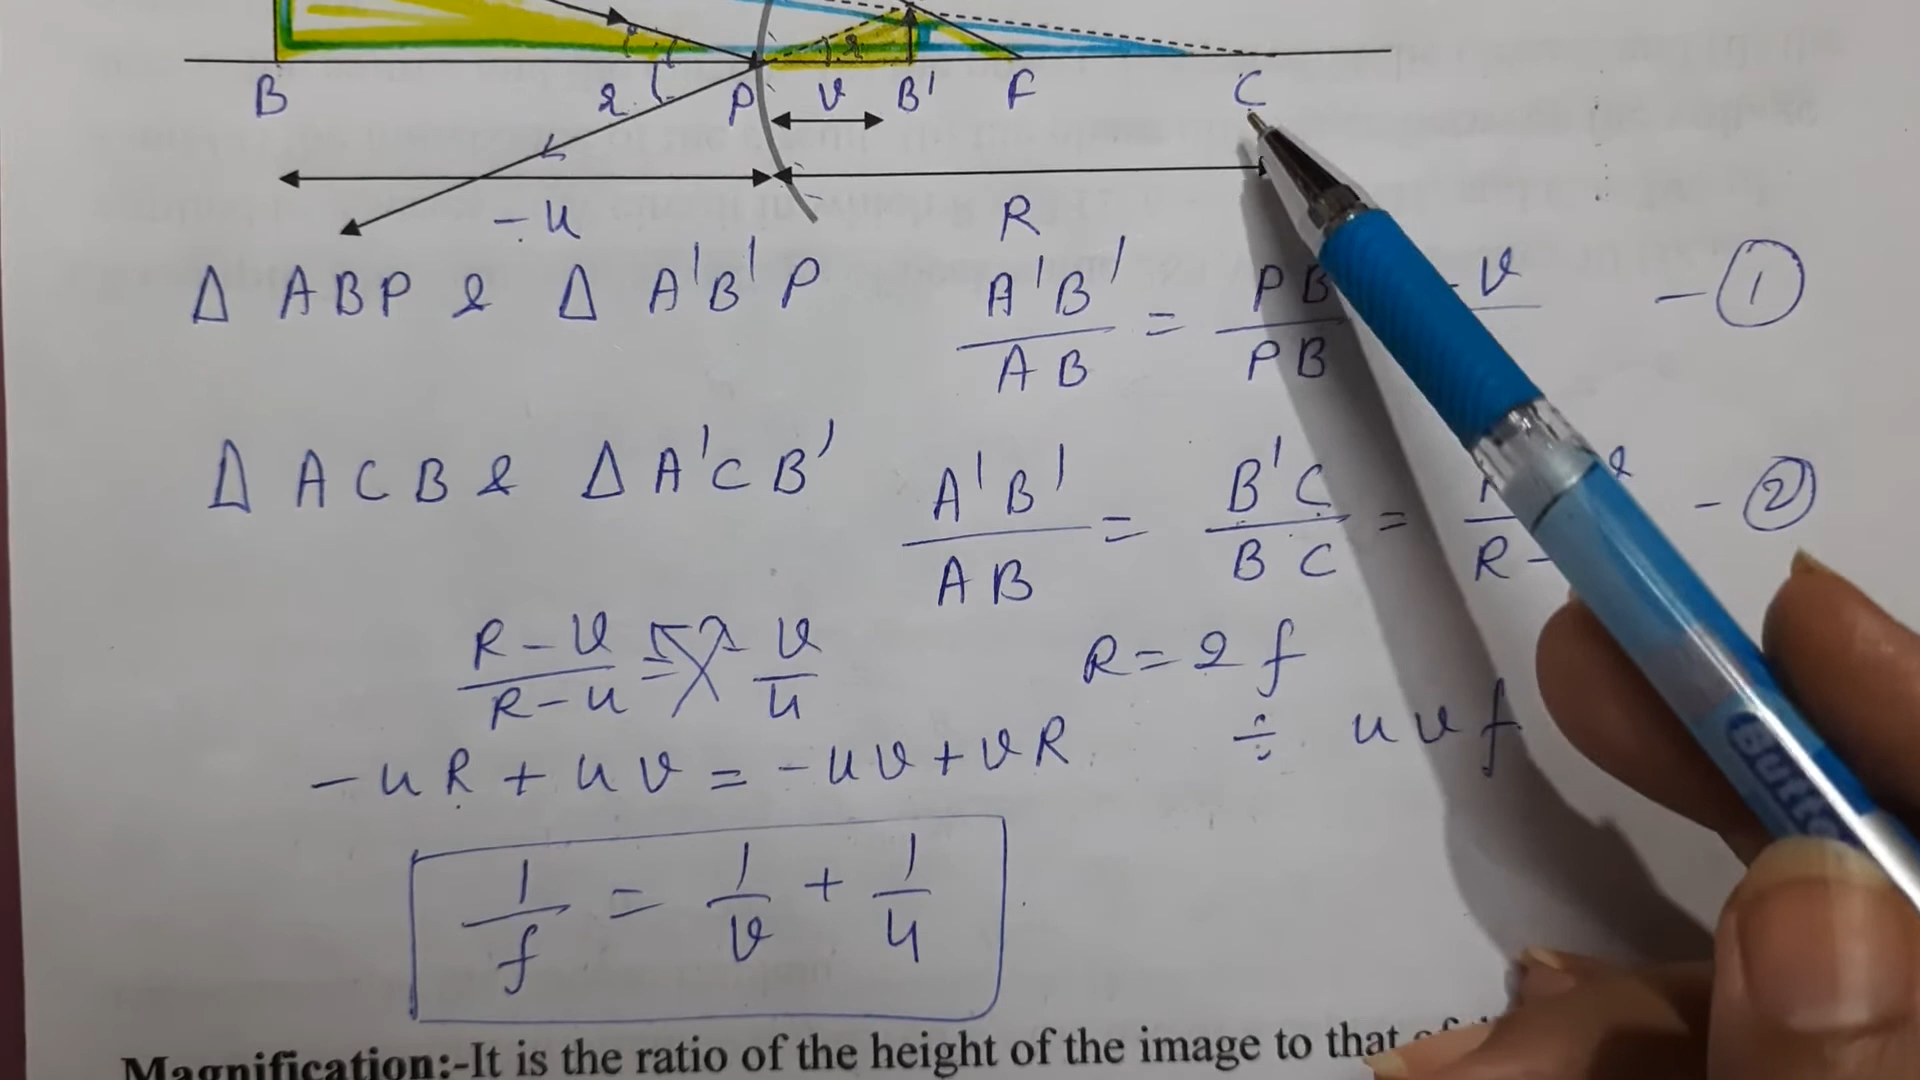 B r P v B' F C
-u R
Δ ABP & Δ A'B'P A'B'/AB = PB/PB v - ①
Δ ACB & Δ A'CB' A'B'/AB = B'C/BC = R - ②
R-v/R-u = v/u R = 2f
-uR + uv = -uv + vR ÷ uvf
1/f = 1/v + 1/u
Magnification:-It is the ratio of the height of the image to that